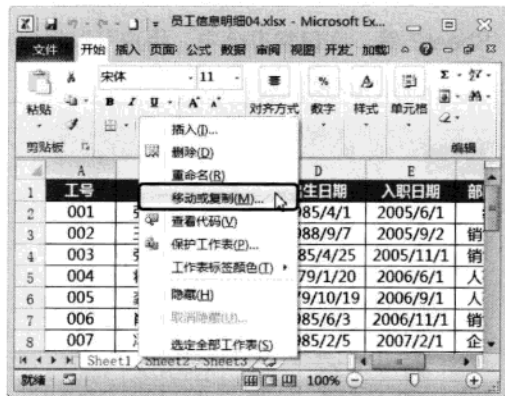 员工信息明细04.xlsx - Microsoft Ex...
文件 开始 插入 页面 公式 数据 审阅 视图 开发 加载
宋体 11
B I U A A
粘贴 对齐方式 数字 样式 单元格
剪贴板 编辑
A D E
1 工号 生日期 入职日期 部
2 001 985/4/1 2005/6/1
3 002 988/9/7 2005/9/2 销
4 003 85/4/25 2005/11/1 销
5 004 79/1/20 2006/6/1 人
6 005 79/10/19 2006/9/1 人
7 006 985/6/3 2006/11/1 销
8 007 985/2/5 2007/2/1 企
插入(I)...
删除(D)
重命名(R)
移动或复制(M)...
查看代码(V)
保护工作表(P)...
工作表标签颜色(T)
隐藏(H)
取消隐藏(U)...
选定全部工作表(S)
Sheet1 Sheet2 Sheet3
就绪 100%